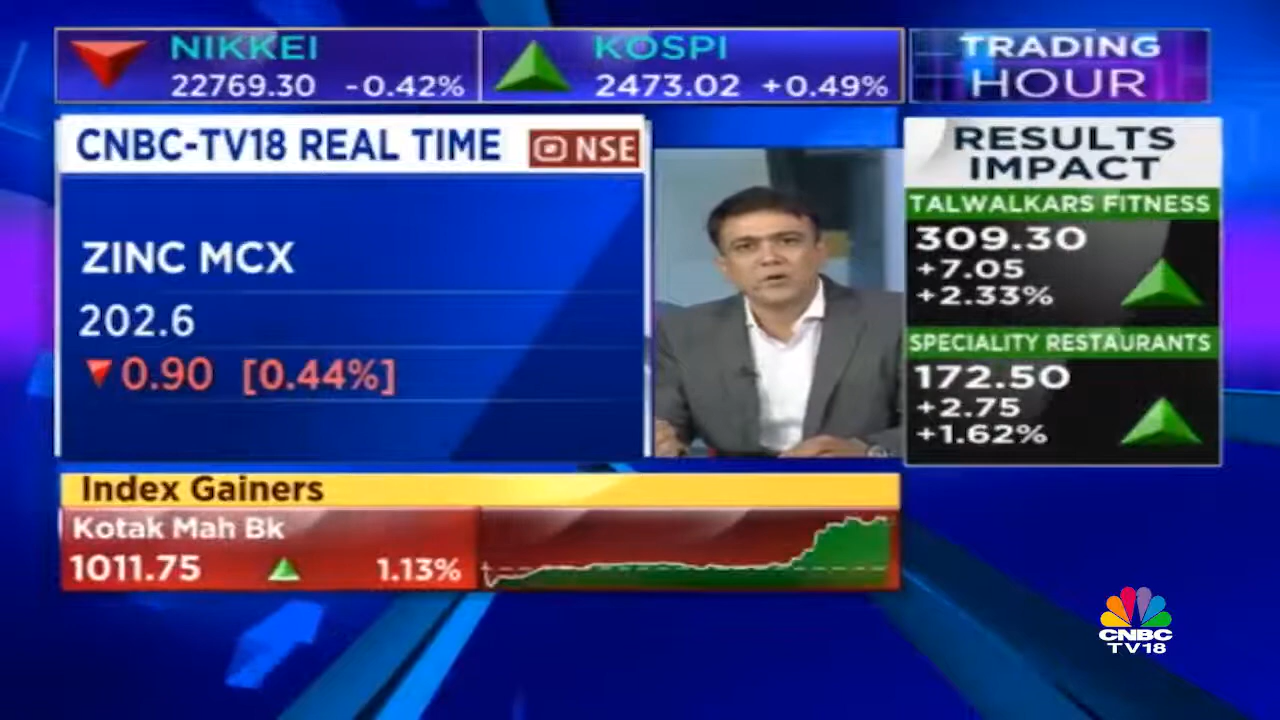 NIKKEI
22769.30 -0.42%
KOSPI
2473.02 +0.49%
TRADING
HOUR
CNBC-TV18 REAL TIME
NSE
ZINC MCX
202.6
0.90 [0.44%]
RESULTS
IMPACT
TALWALKARS FITNESS
309.30
+7.05
+2.33%
SPECIALITY RESTAURANTS
172.50
+2.75
+1.62%
Index Gainers
Kotak Mah Bk
1011.75 1.13%
CNBC
TV18